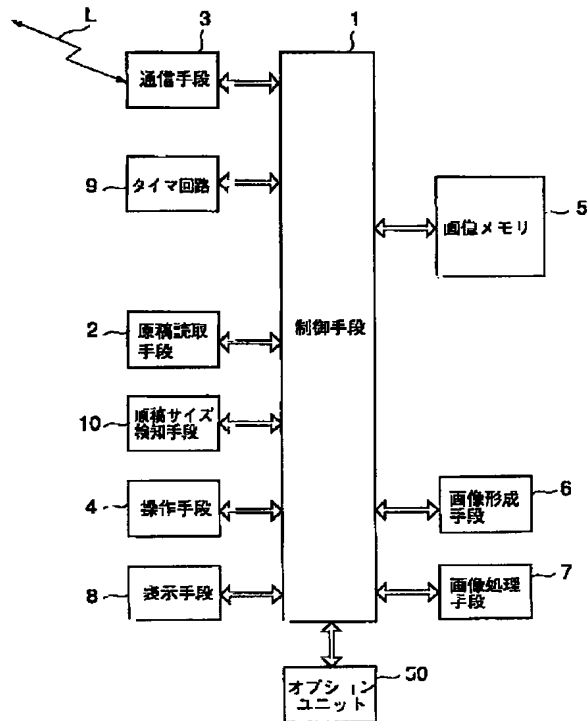 L
3
通信手段
1
9
タイマ回路
5
画像メモリ
2
原稿読取
手段
制御手段
10
原稿サイズ
検知手段
4
操作手段
6
画像形成
手段
8
表示手段
7
画像処理
手段
50
オプション
ユニット